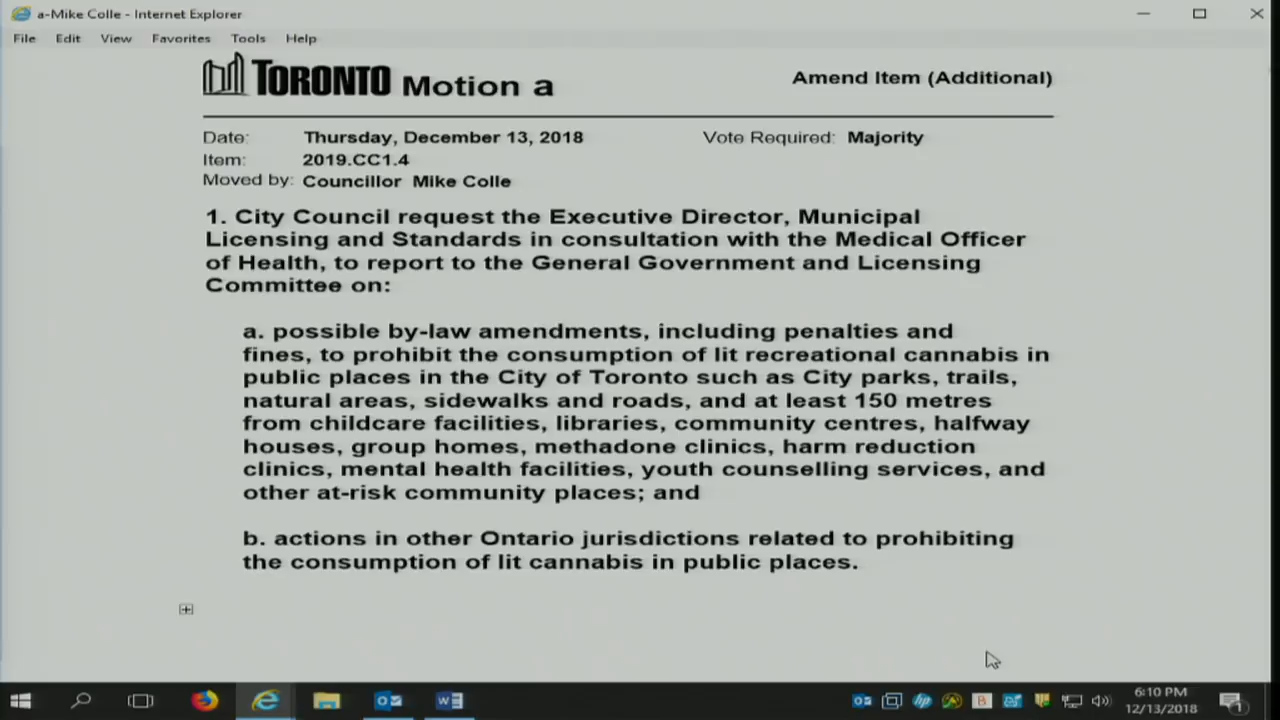 a-Mike Colle - Internet Explorer
File Edit View Favorites Tools Help
TORONTO Motion a
Amend Item (Additional)
Date: Thursday, December 13, 2018
Vote Required: Majority
Item: 2019.CC1.4
Moved by: Councillor Mike Colle
1. City Council request the Executive Director, Municipal
Licensing and Standards in consultation with the Medical Officer
of Health, to report to the General Government and Licensing
Committee on:
a. possible by-law amendments, including penalties and
fines, to prohibit the consumption of lit recreational cannabis in
public places in the City of Toronto such as City parks, trails,
natural areas, sidewalks and roads, and at least 150 metres
from childcare facilities, libraries, community centres, halfway
houses, group homes, methadone clinics, harm reduction
clinics, mental health facilities, youth counselling services, and
other at-risk community places; and
b. actions in other Ontario jurisdictions related to prohibiting
the consumption of lit cannabis in public places.
6:10 PM
12/13/2018